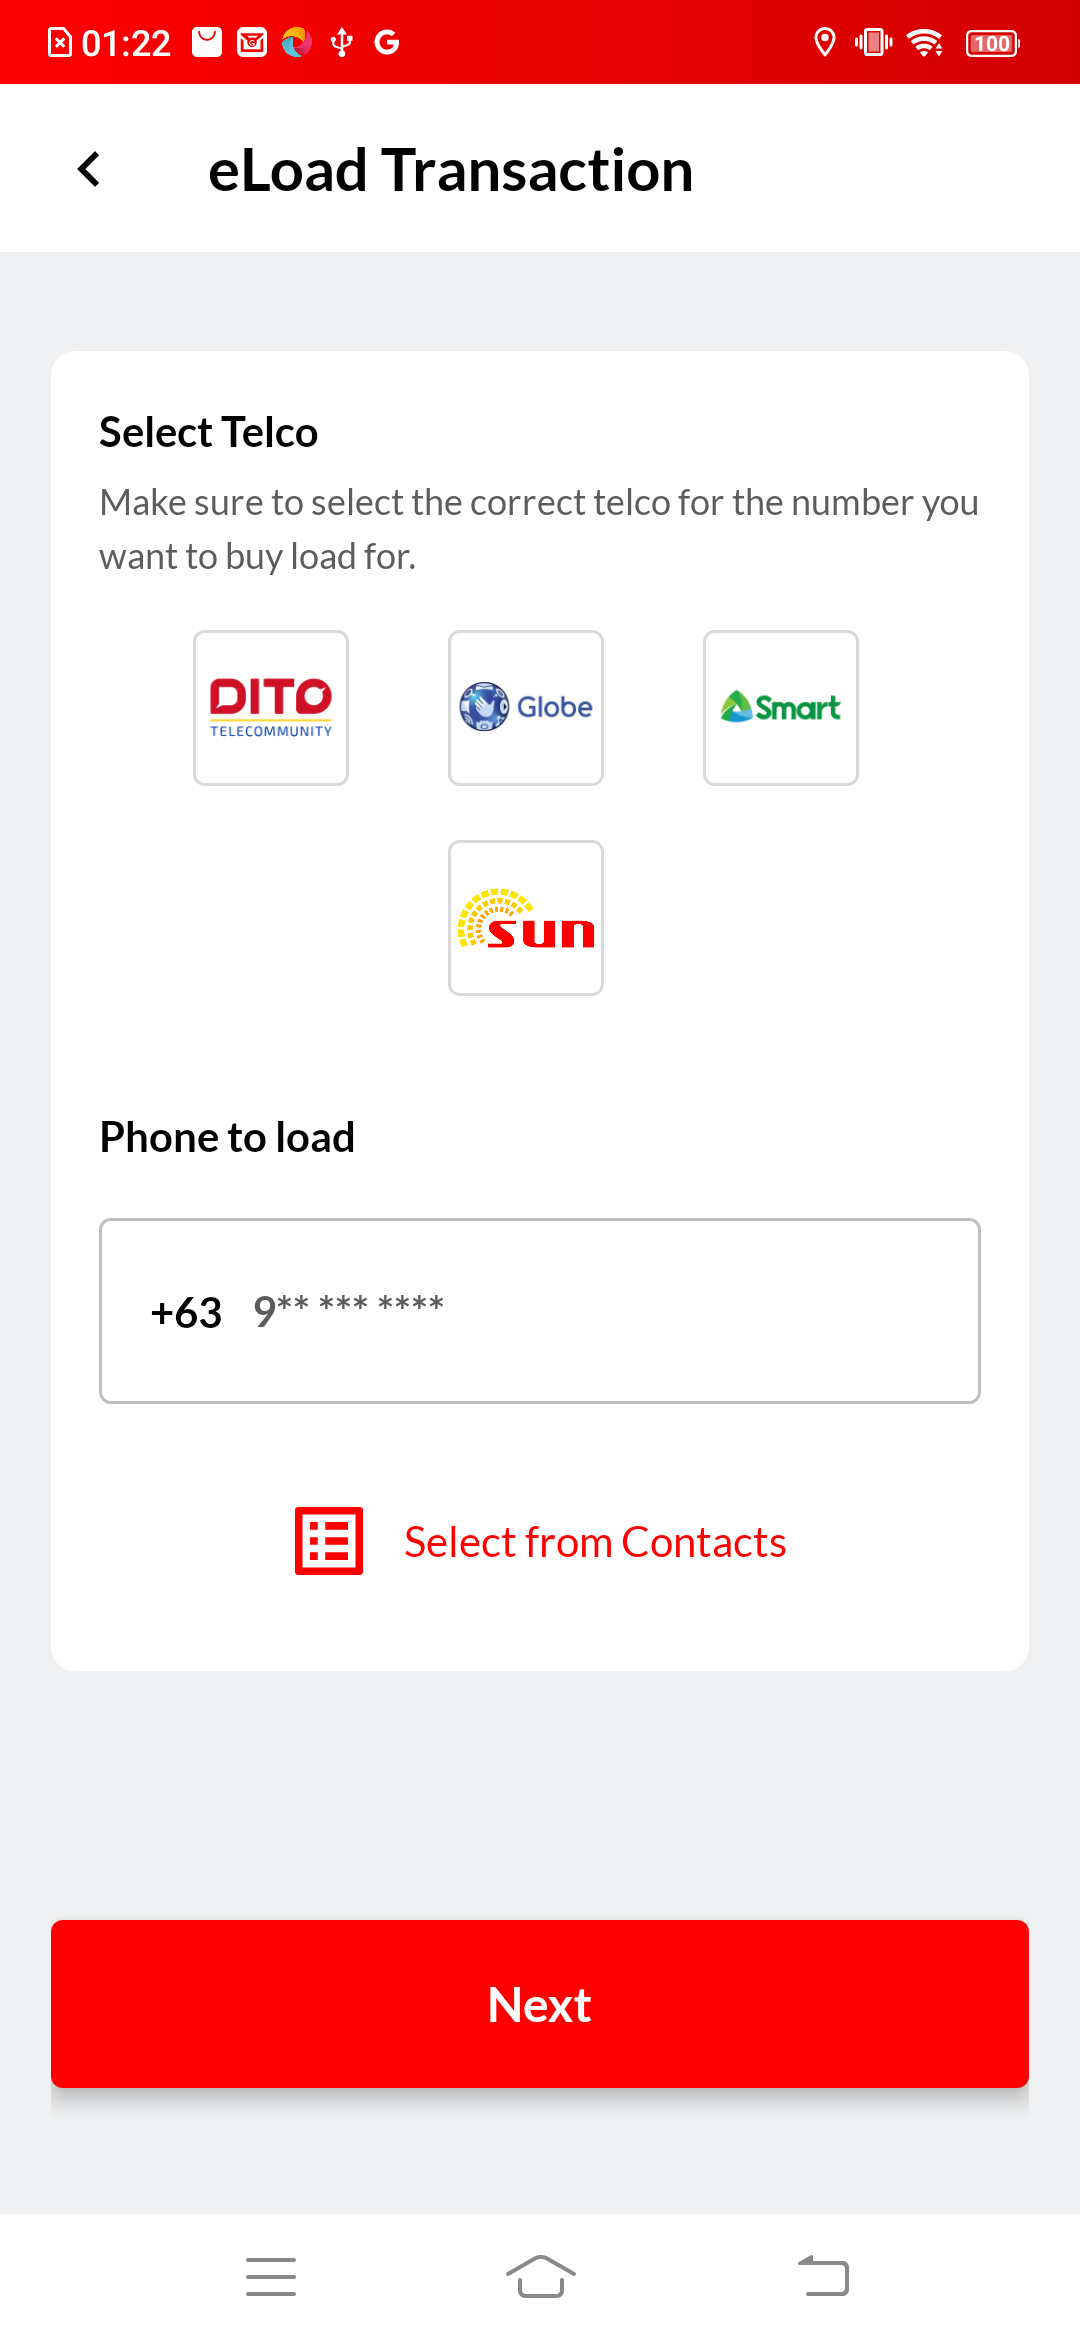 01:22
100
eLoad Transaction
Select Telco
Make sure to select the correct telco for the number you
want to buy load for.
DITO
TELECOMMUNITY
Globe
Smart
sun
Phone to load
+63 9** *** ****
Select from Contacts
Next